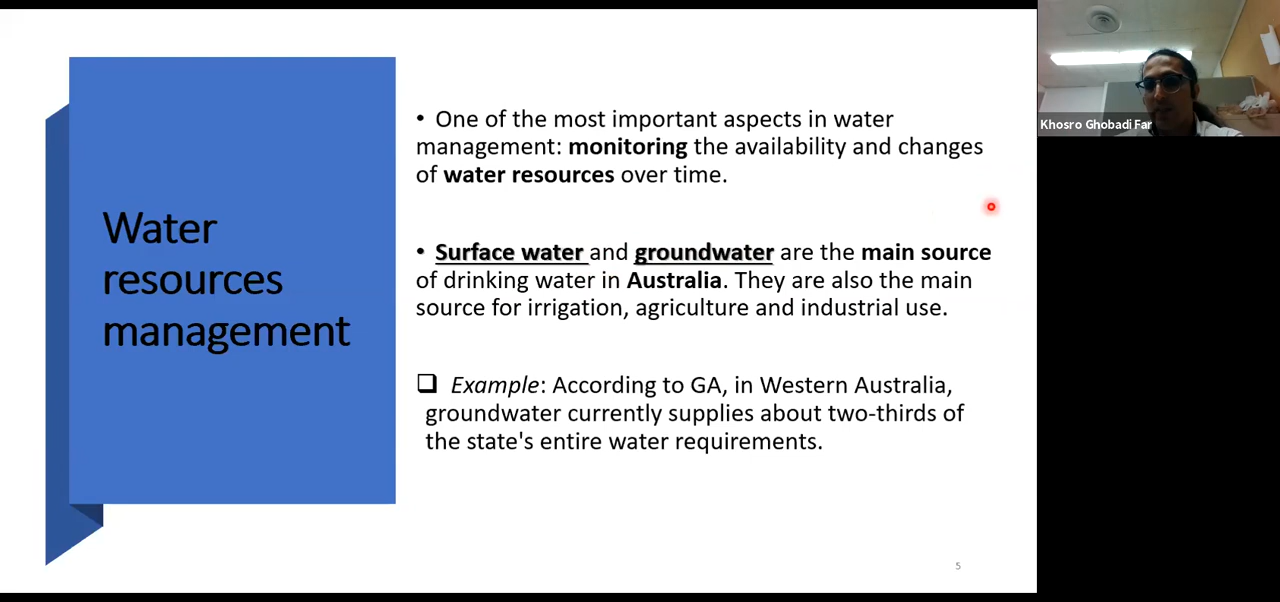 Water
resources
management
• One of the most important aspects in water
management: monitoring the availability and changes
of water resources over time.
• Surface water and groundwater are the main source
of drinking water in Australia. They are also the main
source for irrigation, agriculture and industrial use.
❑ Example: According to GA, in Western Australia,
groundwater currently supplies about two-thirds of
the state's entire water requirements.
5
Khosro Ghobadi Far